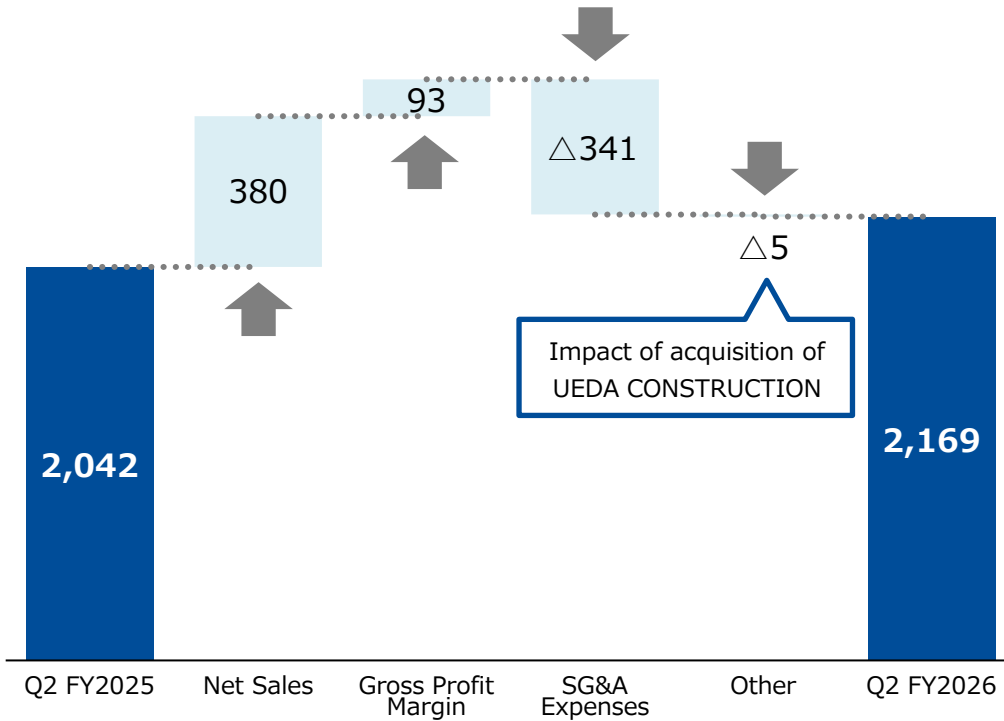 93
380
△341
△5
Impact of acquisition of
UEDA CONSTRUCTION
2,042
2,169
Q2 FY2025
Net Sales
Gross Profit
Margin
SG&A
Expenses
Other
Q2 FY2026